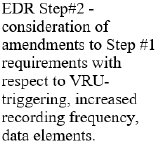 EDR Step#2 -
consideration of
amendments to Step #1
requirements with
respect to VRU-
triggering, increased
recording frequency,
data elements.